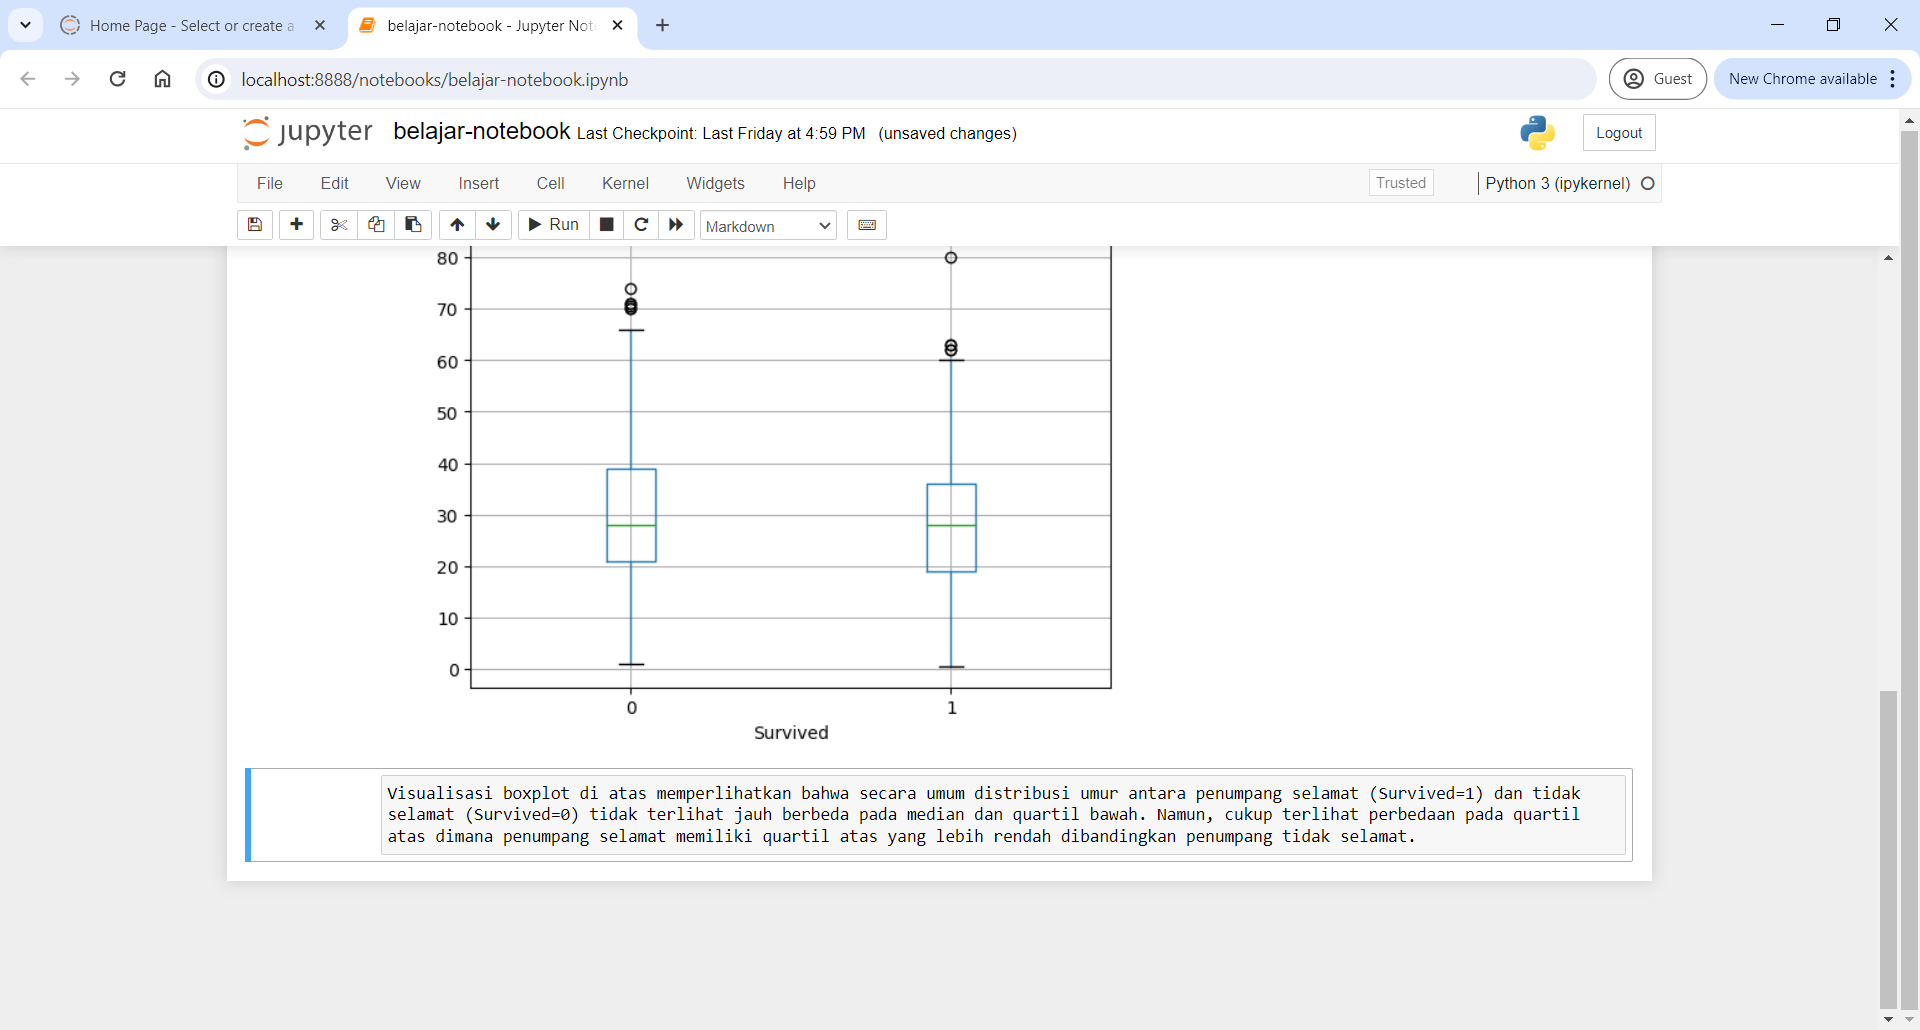 Home Page - Select or create a
belajar-notebook - Jupyter Not
localhost:8888/notebooks/belajar-notebook.ipynb
Guest
New Chrome available
jupyter
belajar-notebook Last Checkpoint: Last Friday at 4:59 PM (unsaved changes)
Logout
File Edit View Insert Cell Kernel Widgets Help
Trusted
Python 3 (ipykernel)
Run
Markdown
80
70
60
50
40
30
20
10
0
0 1
Survived
Visualisasi boxplot di atas memperlihatkan bahwa secara umum distribusi umur antara penumpang selamat (Survived=1) dan tidak
selamat (Survived=0) tidak terlihat jauh berbeda pada median dan quartil bawah. Namun, cukup terlihat perbedaan pada quartil
atas dimana penumpang selamat memiliki quartil atas yang lebih rendah dibandingkan penumpang tidak selamat.